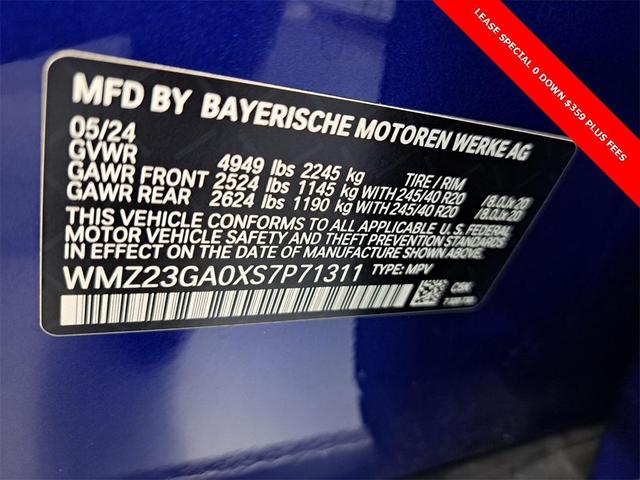 LEASE SPECIAL 0 DOWN $359 PLUS FEES
MFD BY BAYERISCHE MOTOREN WERKE AG
05/24
GVWR 4949 lbs 2245 kg TIRE / RIM
GAWR FRONT 2524 lbs 1145 kg WITH 245/40 R20 /8.0Jx20
GAWR REAR 2624 lbs 1190 kg WITH 245/40 R20 /8.0Jx20
THIS VEHICLE CONFORMS TO ALL APPLICABLE U.S. FEDERAL
MOTOR VEHICLE SAFETY AND THEFT PREVENTION STANDARDS
IN EFFECT ON THE DATE OF MANUFACTURE SHOWN ABOVE.
WMZ23GA0XS7P71311 TYPE: MPV